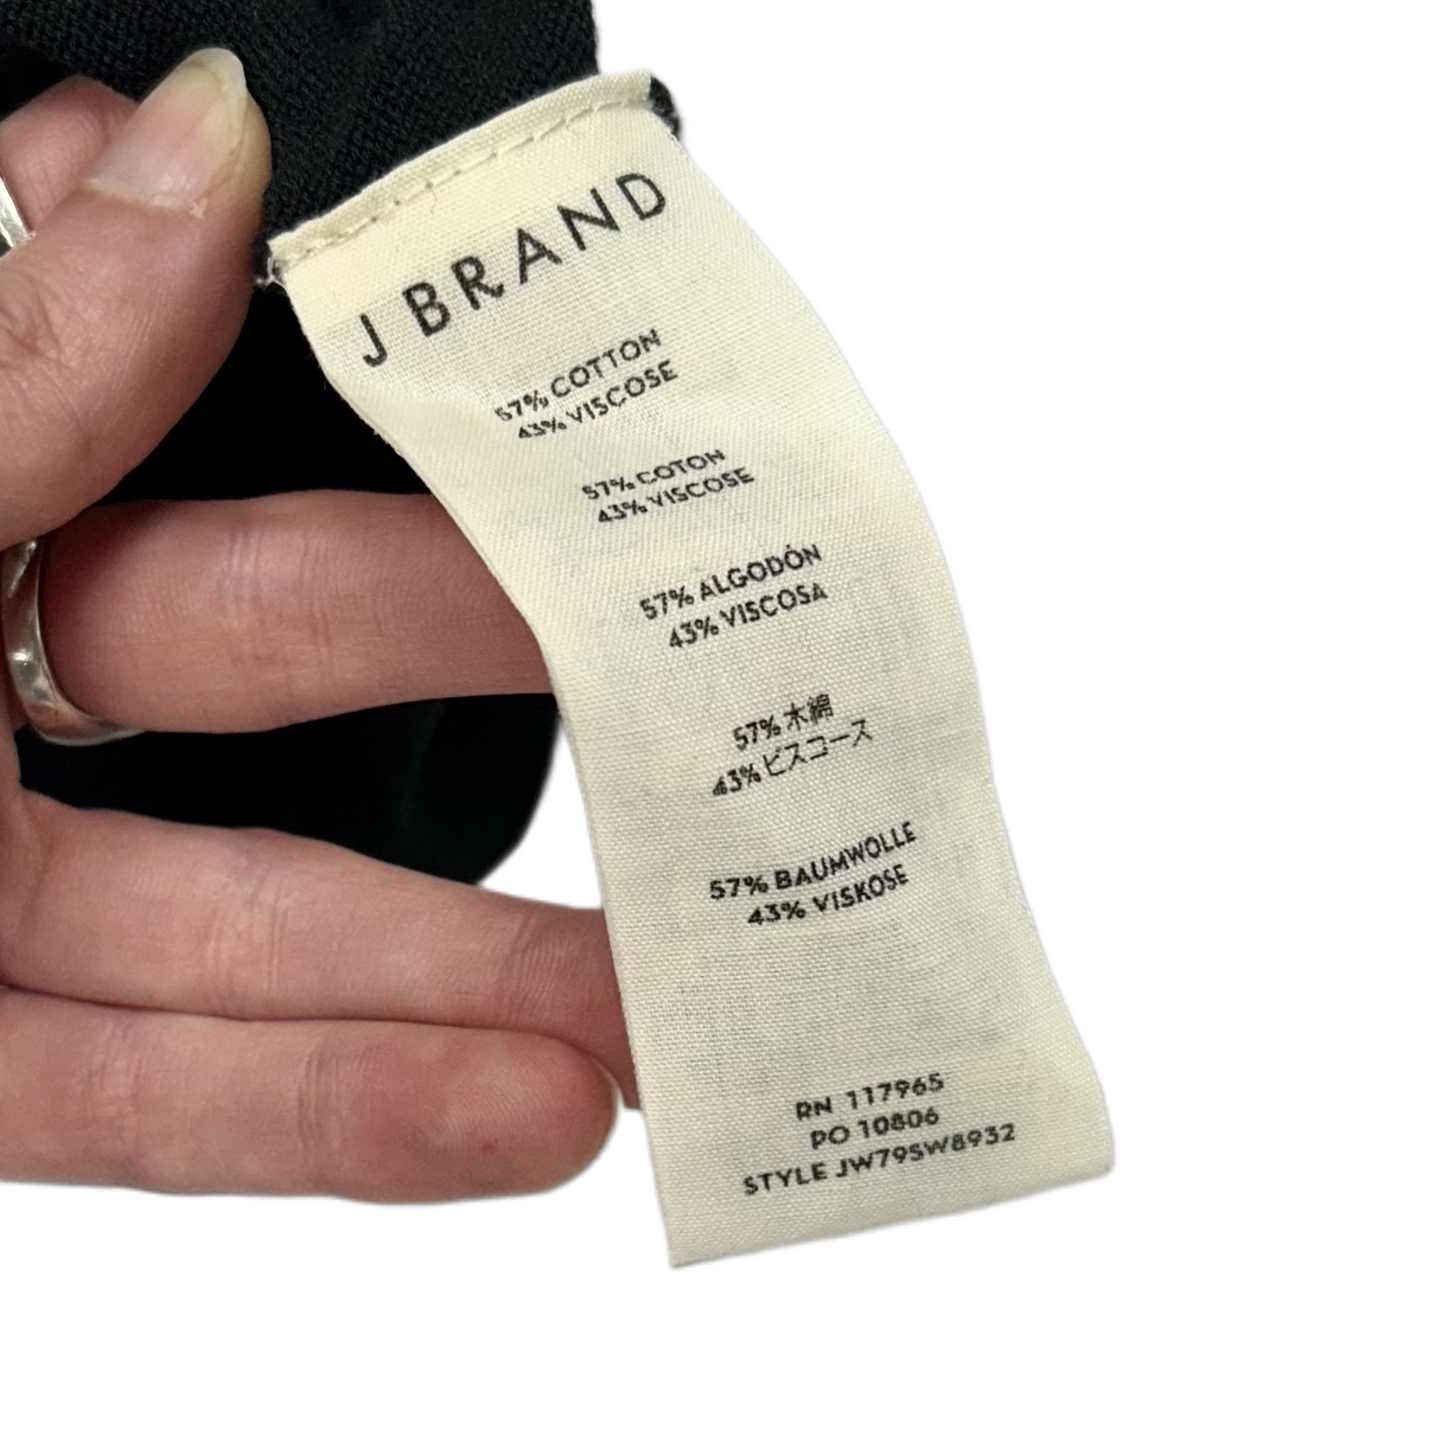 J BRAND
57% COTTON
43% VISCOSE
57% COTON
43% VISCOSE
57% ALGODÓN
43% VISCOSA
57% 木綿
43% ビスコース
57% BAUMWOLLE
43% VISKOSE
RN 117965
PO 10806
STYLE JW79SW8932